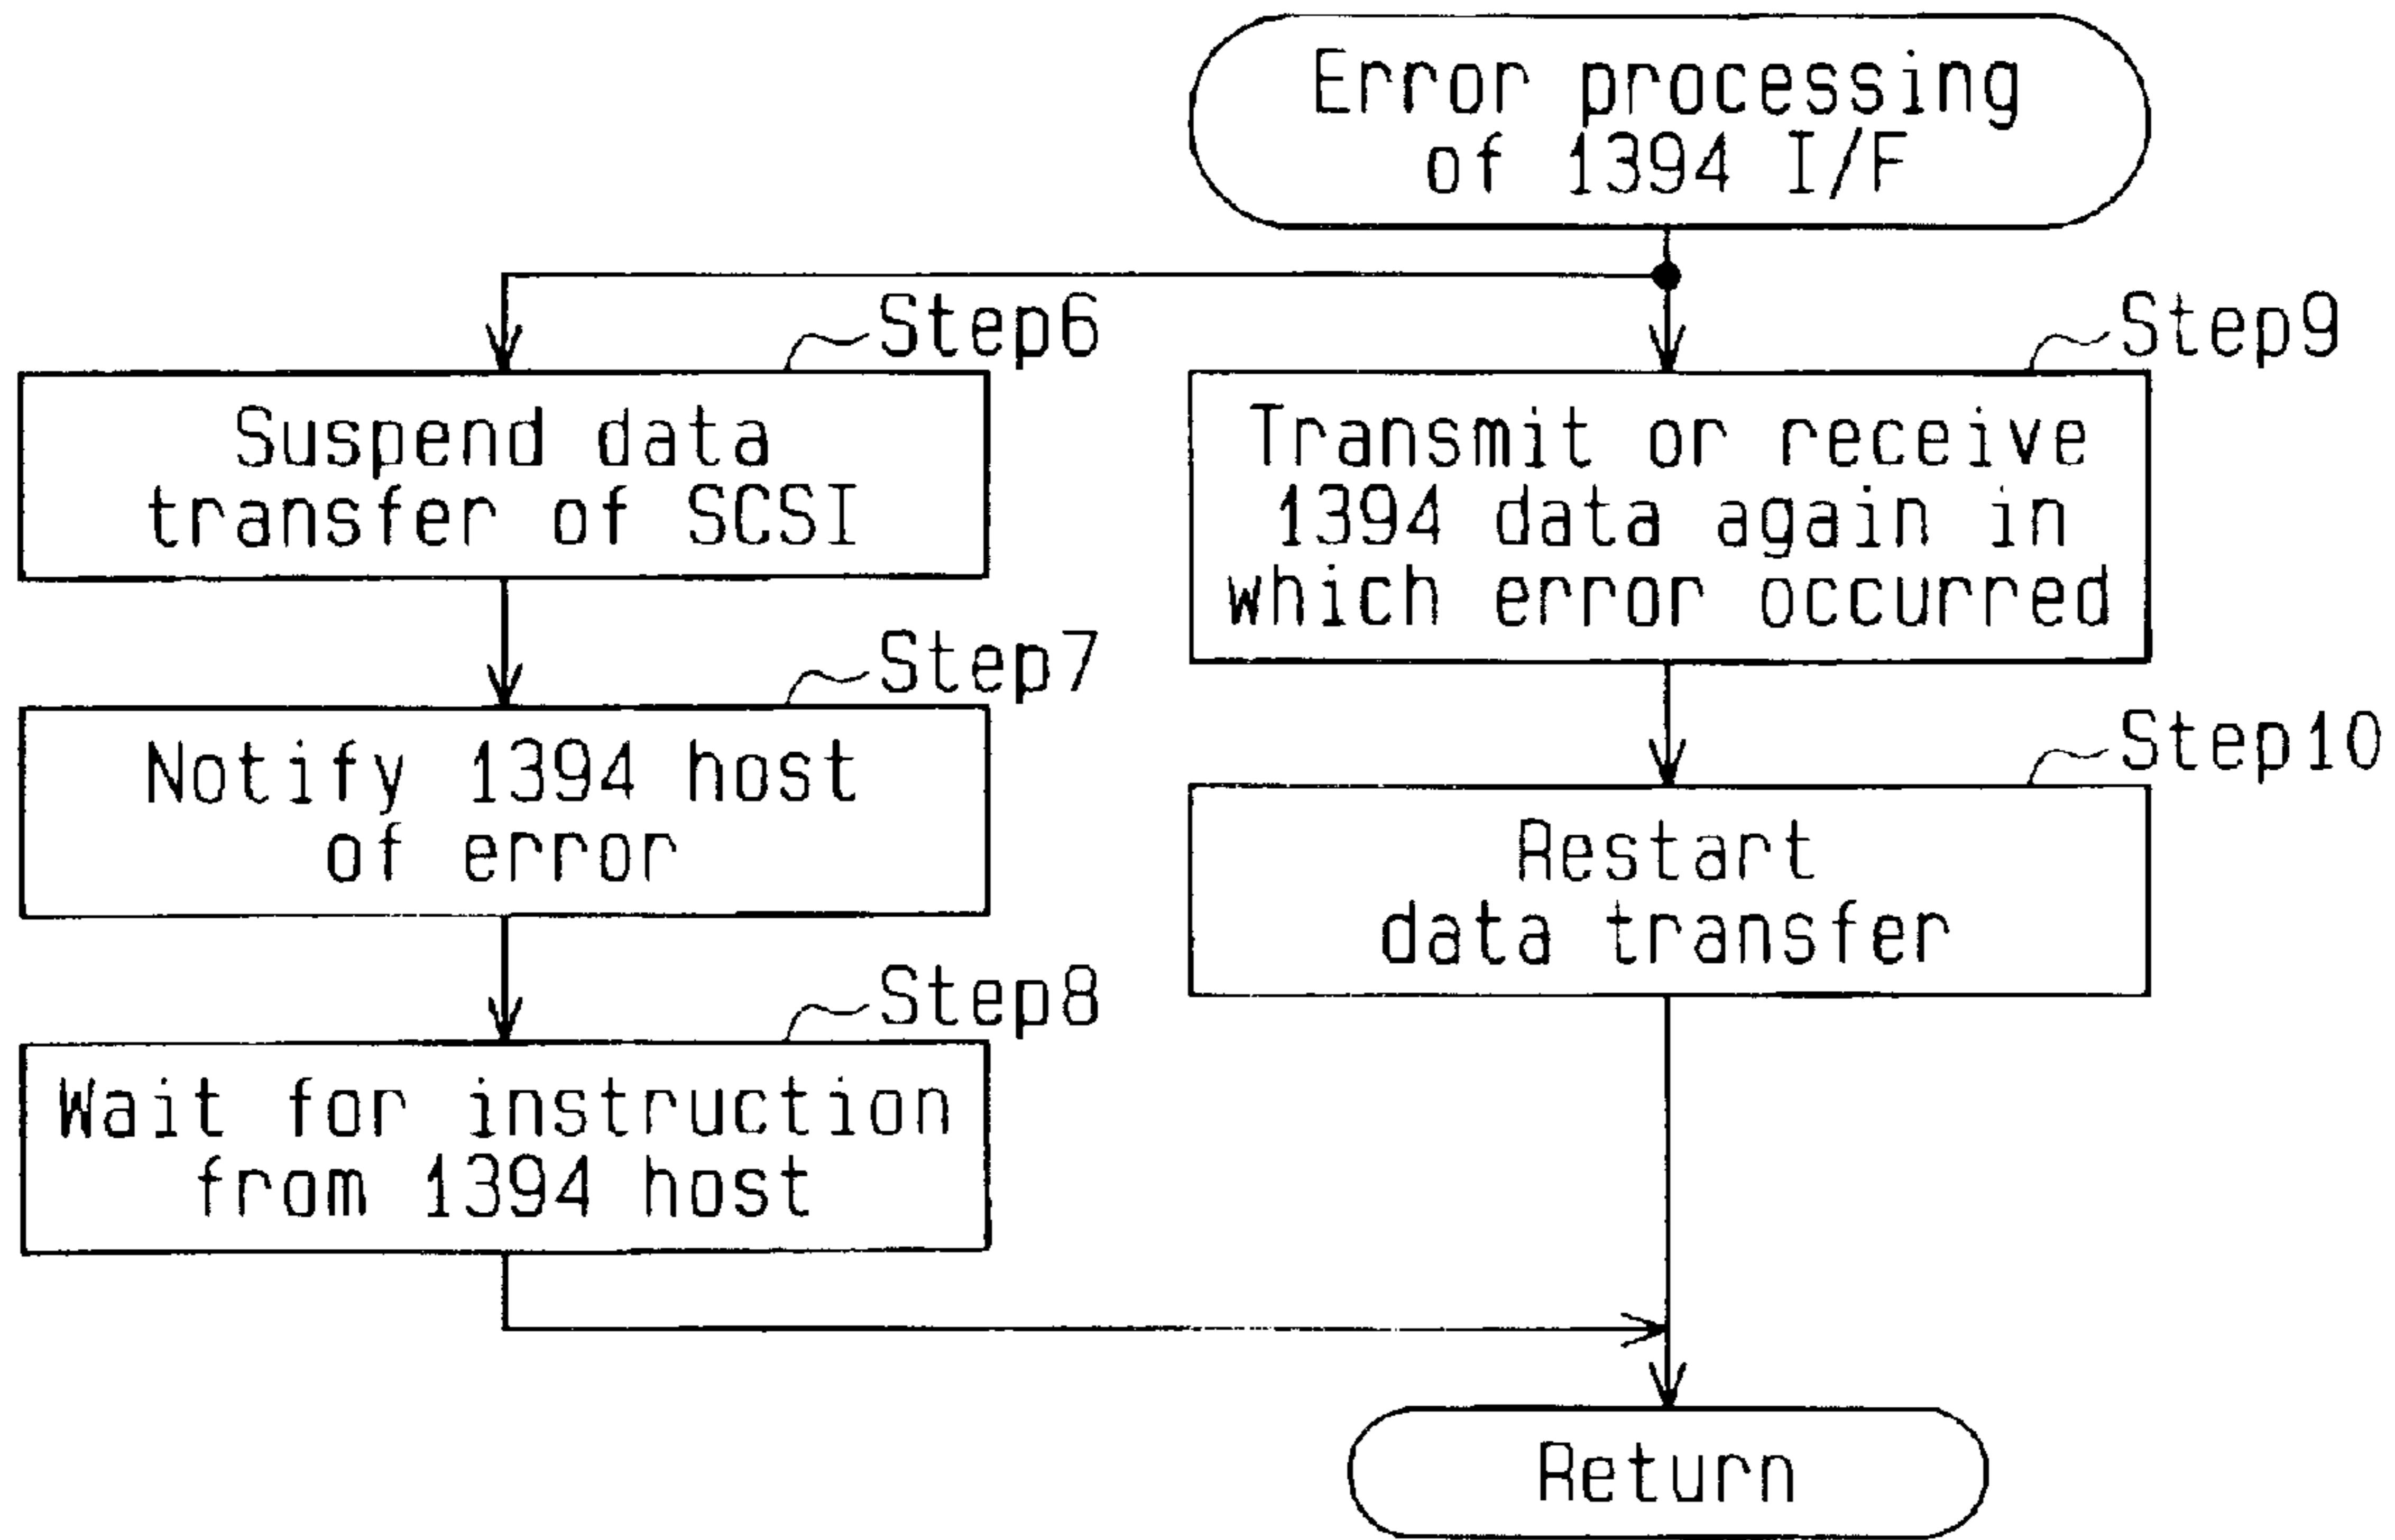 Error processing
of 1394 I/F
Step6
Suspend data
transfer of SCSI
Step7
Notify 1394 host
of error
Step8
Wait for instruction
from 1394 host
Step9
Transmit or receive
1394 data again in
which error occurred
Step10
Restart
data transfer
Return